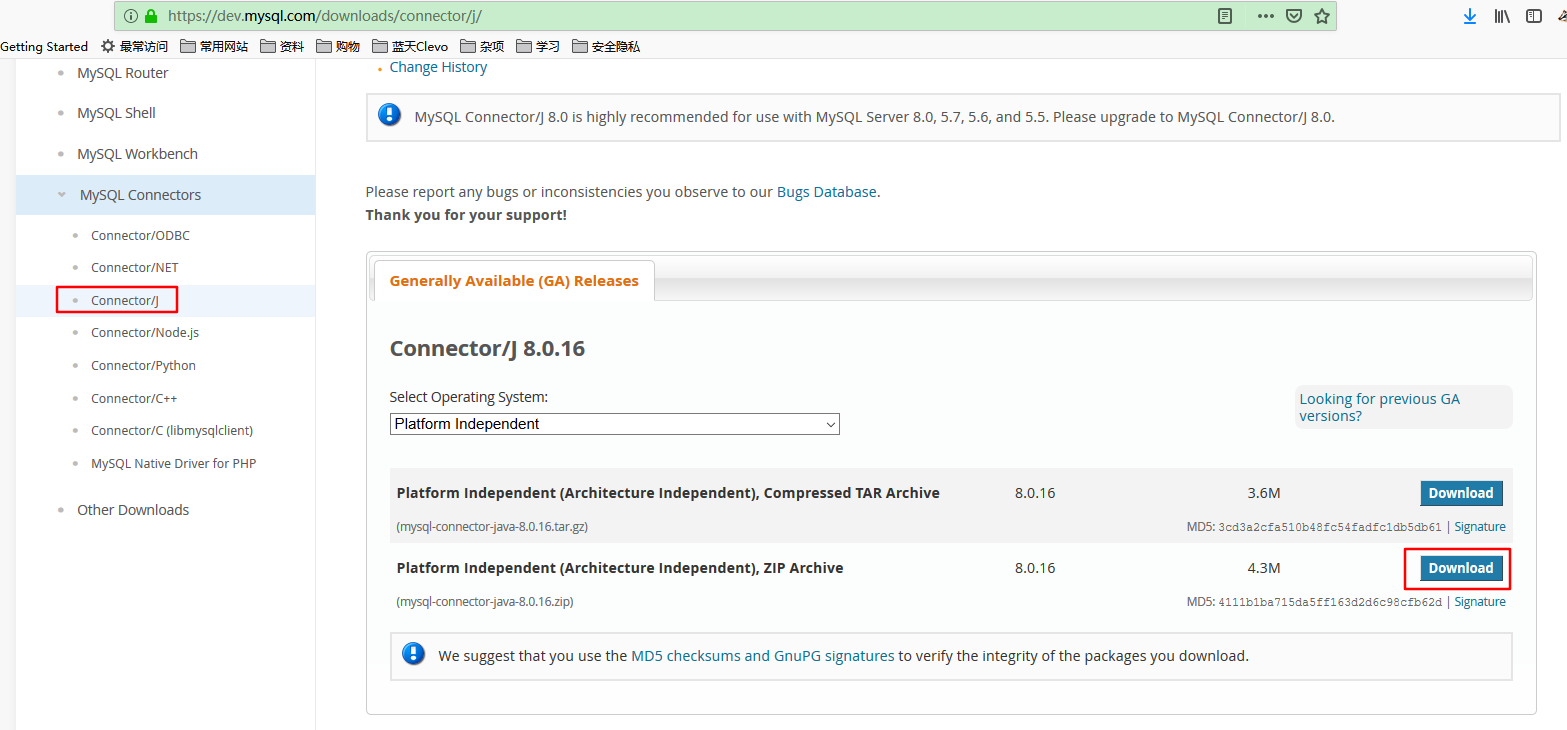 https://dev.mysql.com/downloads/connector/j/
Getting Started 最常访问 常用网站 资料 购物 蓝天Clevo 杂项 学习 安全隐私
MySQL Router
MySQL Shell
MySQL Workbench
MySQL Connectors
Connector/ODBC
Connector/NET
Connector/J
Connector/Node.js
Connector/Python
Connector/C++
Connector/C (libmysqlclient)
MySQL Native Driver for PHP
Other Downloads
Change History
MySQL Connector/J 8.0 is highly recommended for use with MySQL Server 8.0, 5.7, 5.6, and 5.5. Please upgrade to MySQL Connector/J 8.0.
Please report any bugs or inconsistencies you observe to our Bugs Database.
Thank you for your support!
Generally Available (GA) Releases
Connector/J 8.0.16
Select Operating System:
Platform Independent
Looking for previous GA
versions?
Platform Independent (Architecture Independent), Compressed TAR Archive 8.0.16 3.6M Download
(mysql-connector-java-8.0.16.tar.gz) MD5: 3cd3a2cfa510b48fc54fadfc1db5db61 | Signature
Platform Independent (Architecture Independent), ZIP Archive 8.0.16 4.3M Download
(mysql-connector-java-8.0.16.zip) MD5: 4111b1ba715da5ff163d2d6c98cfb62d | Signature
We suggest that you use the MD5 checksums and GnuPG signatures to verify the integrity of the packages you download.